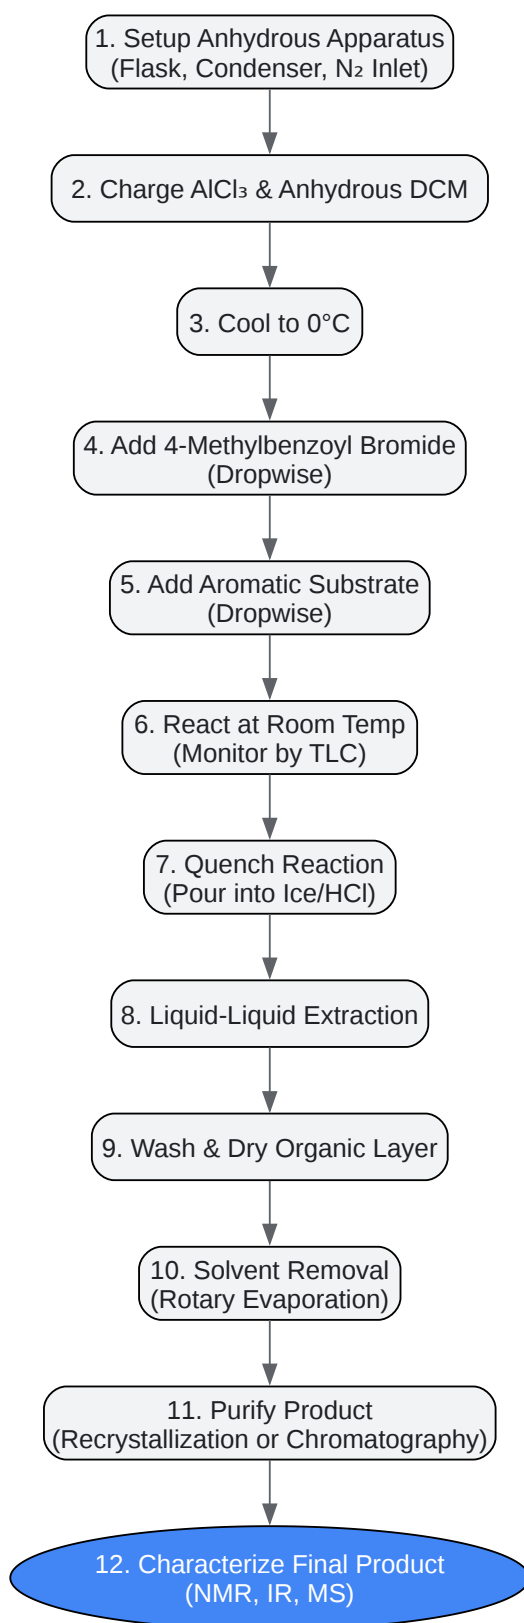 1. Setup Anhydrous Apparatus
(Flask, Condenser, N₂ Inlet)
2. Charge AlCl₃ & Anhydrous DCM
3. Cool to 0°C
4. Add 4-Methylbenzoyl Bromide
(Dropwise)
5. Add Aromatic Substrate
(Dropwise)
6. React at Room Temp
(Monitor by TLC)
7. Quench Reaction
(Pour into Ice/HCl)
8. Liquid-Liquid Extraction
9. Wash & Dry Organic Layer
10. Solvent Removal
(Rotary Evaporation)
11. Purify Product
(Recrystallization or Chromatography)
12. Characterize Final Product
(NMR, IR, MS)